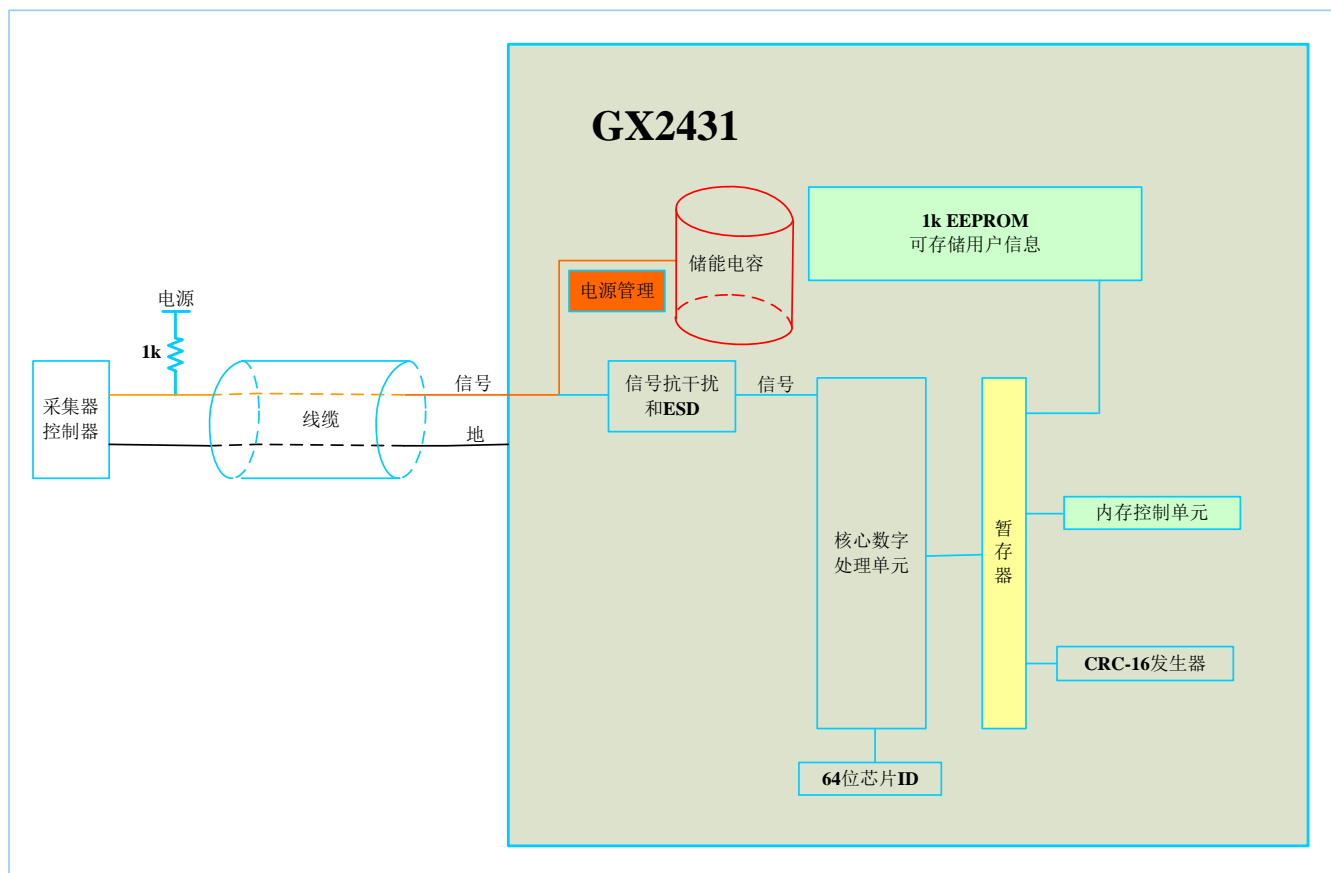 GX2431
1k EEPROM
可存储用户信息
储能电容
电源管理
电源
1k
信号
信号抗干扰
和ESD
信号
采集器
控制器
线缆
地
内存控制单元
暂
存
器
核心数字
处理单元
CRC-16发生器
64位芯片ID